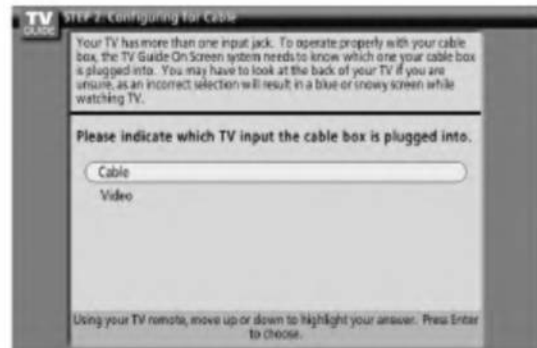 TV
GUIDE
STEP 2: Configuring for Cable
Your TV has more than one input jack. To operate properly with your cable
box, the TV Guide On Screen system needs to know which one your cable box
is plugged into. You may have to look at the back of your TV if you are
unsure, as an incorrect selection will result in a blue or snowy screen while
watching TV.
Please indicate which TV input the cable box is plugged into.
Cable
Video
Using your TV remote, move up or down to highlight your answer. Press Enter
to choose.